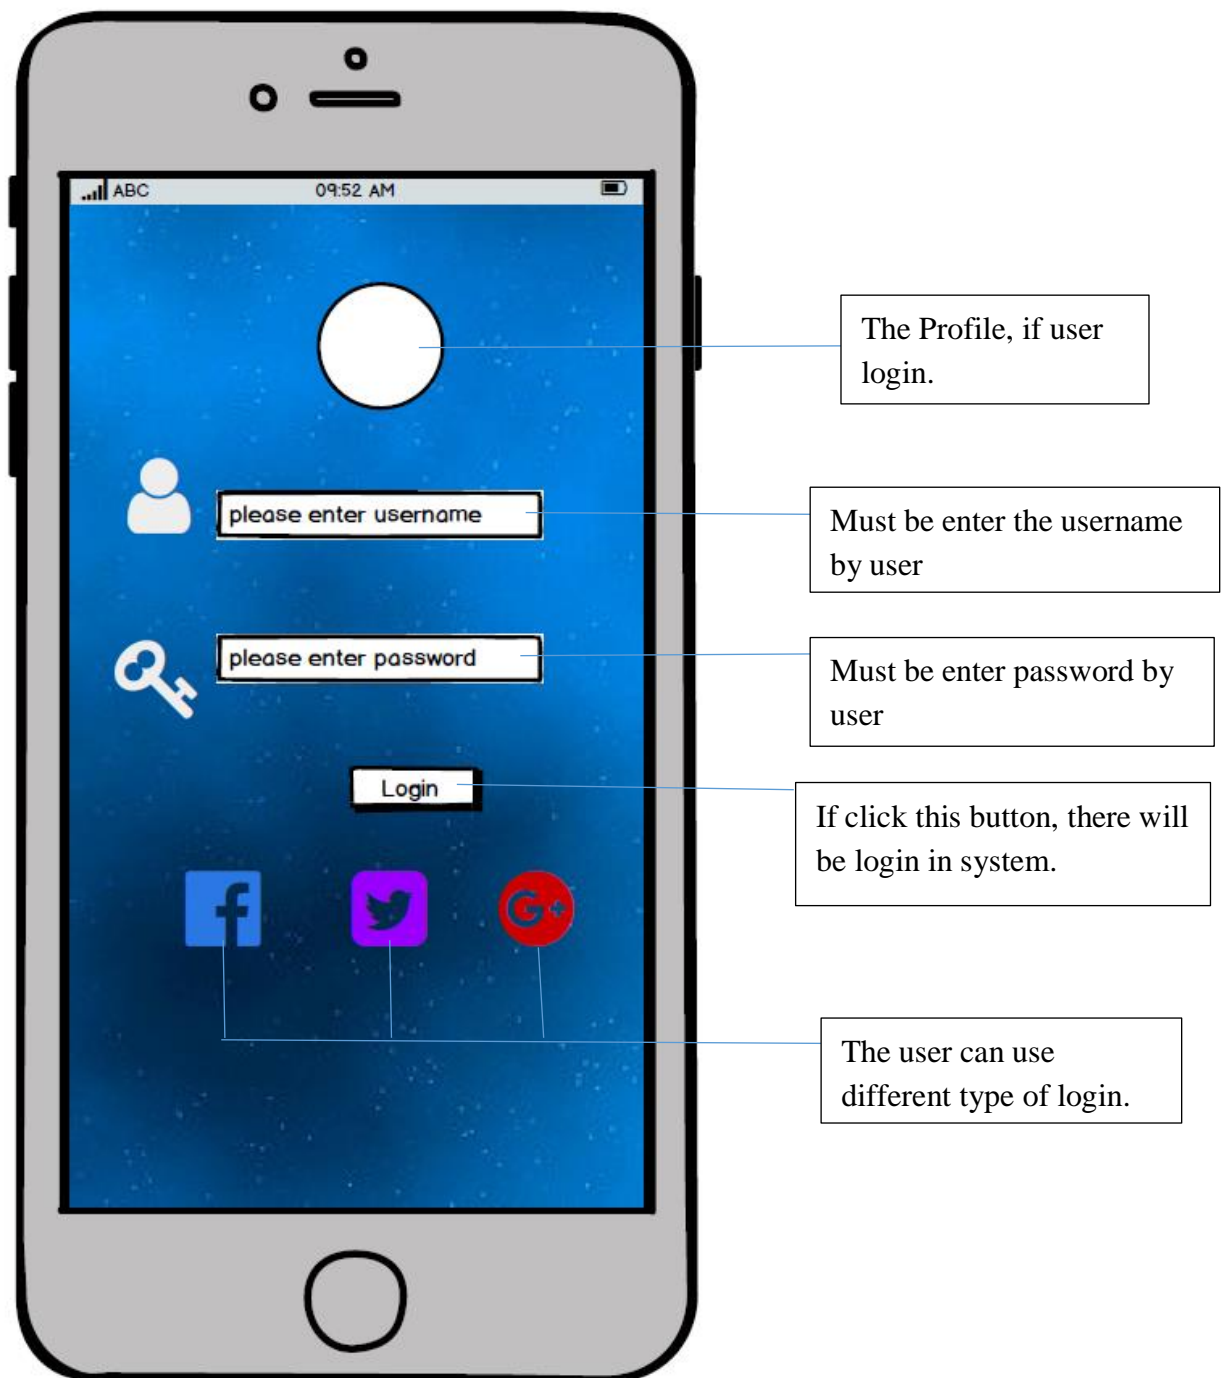 ABC
09:52 AM
The Profile, if user
login.
please enter username
Must be enter the username
by user
please enter password
Must be enter password by
user
Login
If click this button, there will
be login in system.
f
G+
The user can use
different type of login.